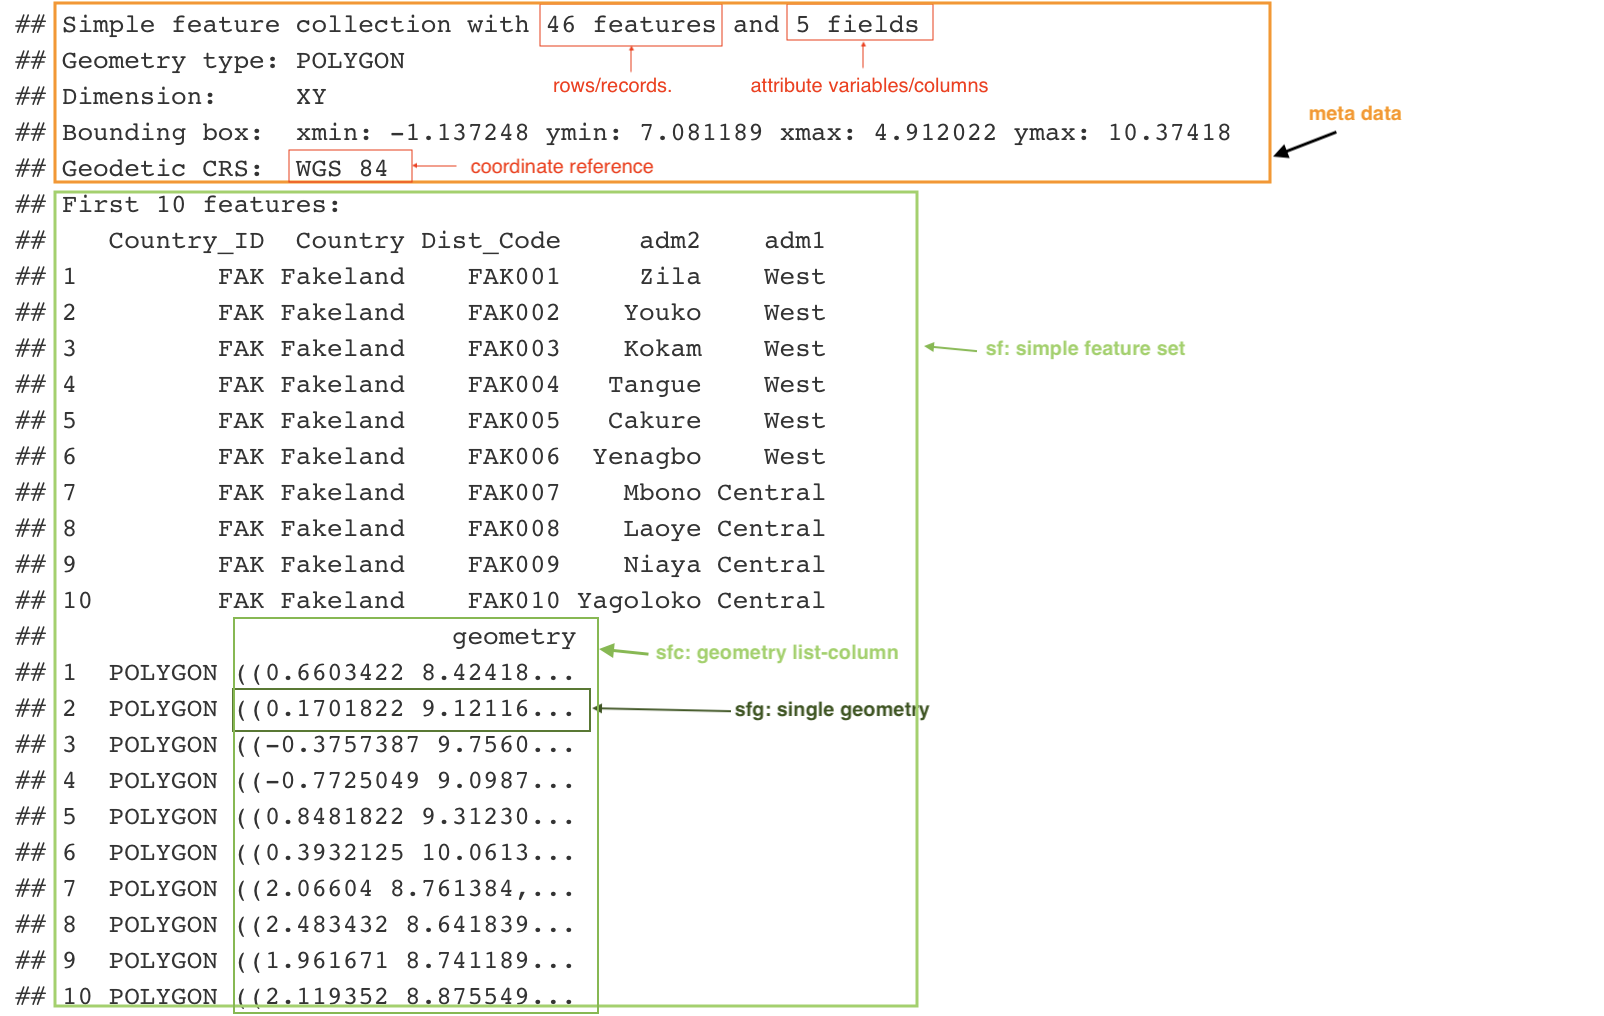 ## Simple feature collection with 46 features and 5 fields
## Geometry type: POLYGON
rows/records.
attribute variables/columns
## Dimension:     XY
meta data
## Bounding box:  xmin: -1.137248 ymin: 7.081189 xmax: 4.912022 ymax: 10.37418
## Geodetic CRS:  WGS 84
coordinate reference
## First 10 features:
##    Country_ID  Country Dist_Code     adm2    adm1
## 1         FAK Fakeland    FAK001     Zila    West
## 2         FAK Fakeland    FAK002    Youko    West
## 3         FAK Fakeland    FAK003    Kokam    West
sf: simple feature set
## 4         FAK Fakeland    FAK004   Tangue    West
## 5         FAK Fakeland    FAK005   Cakure    West
## 6         FAK Fakeland    FAK006  Yenagbo    West
## 7         FAK Fakeland    FAK007    Mbono Central
## 8         FAK Fakeland    FAK008    Laoye Central
## 9         FAK Fakeland    FAK009    Niaya Central
## 10        FAK Fakeland    FAK010 Yagoloko Central
##                          geometry
sfc: geometry list-column
## 1  POLYGON ((0.6603422 8.42418...
## 2  POLYGON ((0.1701822 9.12116...
sfg: single geometry
## 3  POLYGON ((-0.3757387 9.7560...
## 4  POLYGON ((-0.7725049 9.0987...
## 5  POLYGON ((0.8481822 9.31230...
## 6  POLYGON ((0.3932125 10.0613...
## 7  POLYGON ((2.06604 8.761384,...
## 8  POLYGON ((2.483432 8.641839...
## 9  POLYGON ((1.961671 8.741189...
## 10 POLYGON ((2.119352 8.875549...